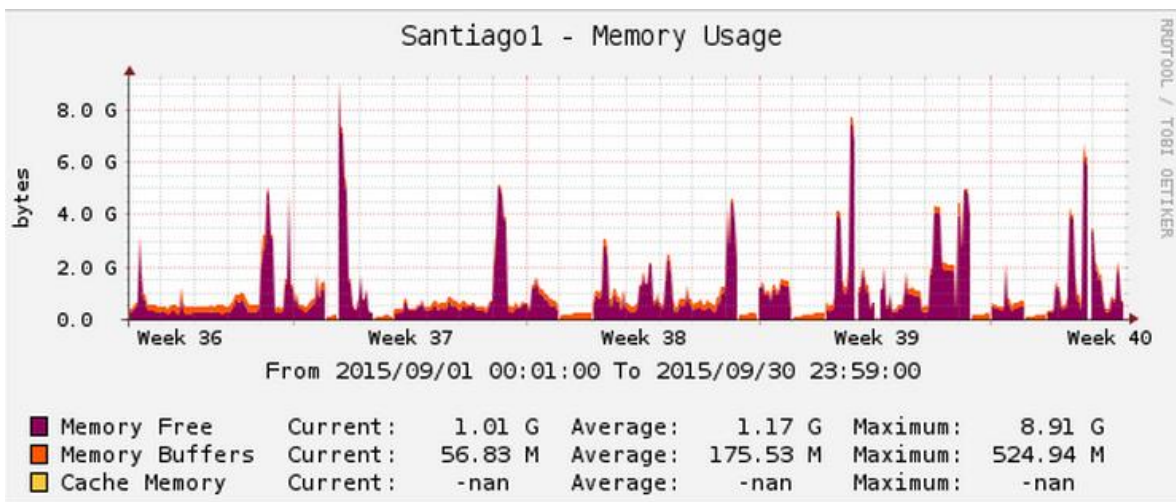 Santiago1 - Memory Usage
RRDTOOL / TOBI OETIKER
bytes
8.0 G
6.0 G
4.0 G
2.0 G
0.0
Week 36 Week 37 Week 38 Week 39 Week 40
From 2015/09/01 00:01:00 To 2015/09/30 23:59:00
Memory Free Current: 1.01 G Average: 1.17 G Maximum: 8.91 G
Memory Buffers Current: 56.83 M Average: 175.53 M Maximum: 524.94 M
Cache Memory Current: -nan Average: -nan Maximum: -nan